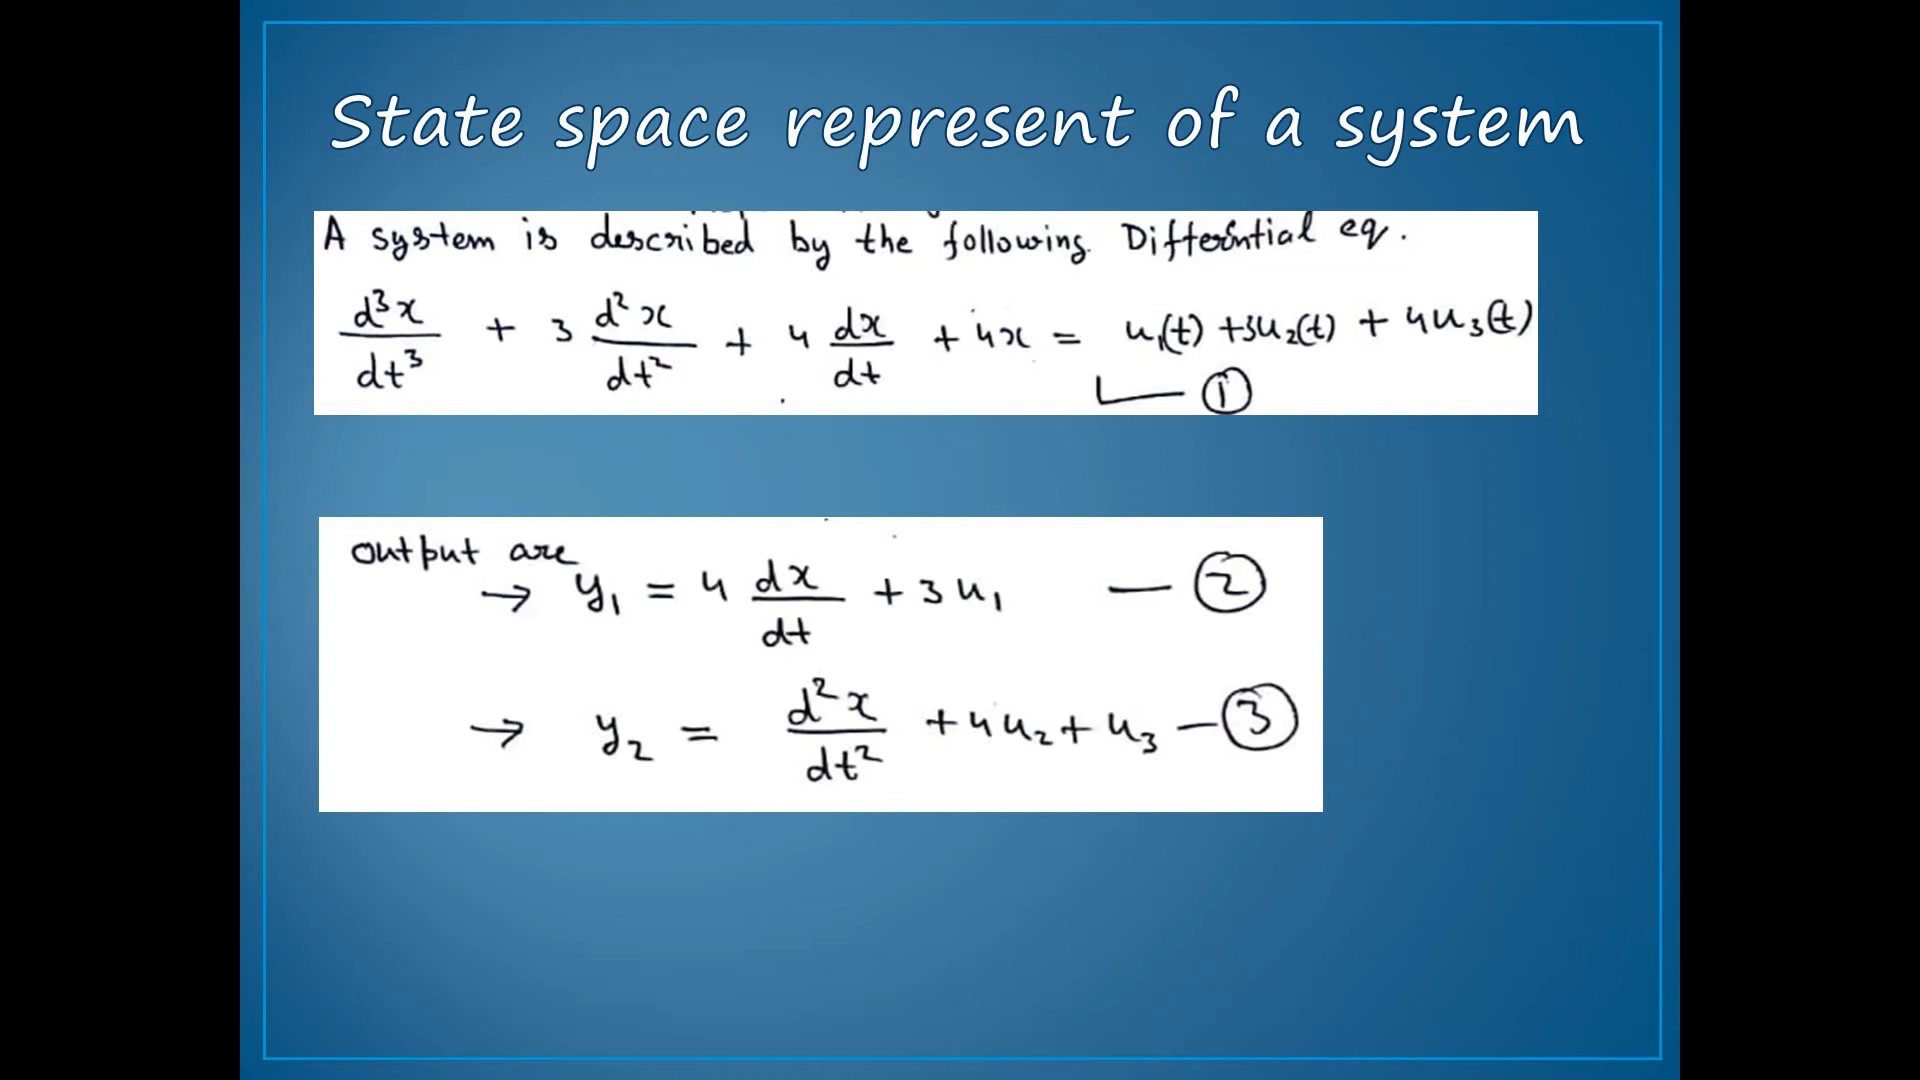 State space represent of a system
A system is described by the following. Differential eq.
d³x/dt³ + 3 d²x/dt² + 4 dx/dt + 4x = u₁(t) + 3u₂(t) + 4u₃(t)
①
output are
→ y₁ = 4 dx/dt + 3u₁ — ②
→ y₂ = d²x/dt² + 4u₂ + u₃ — ③